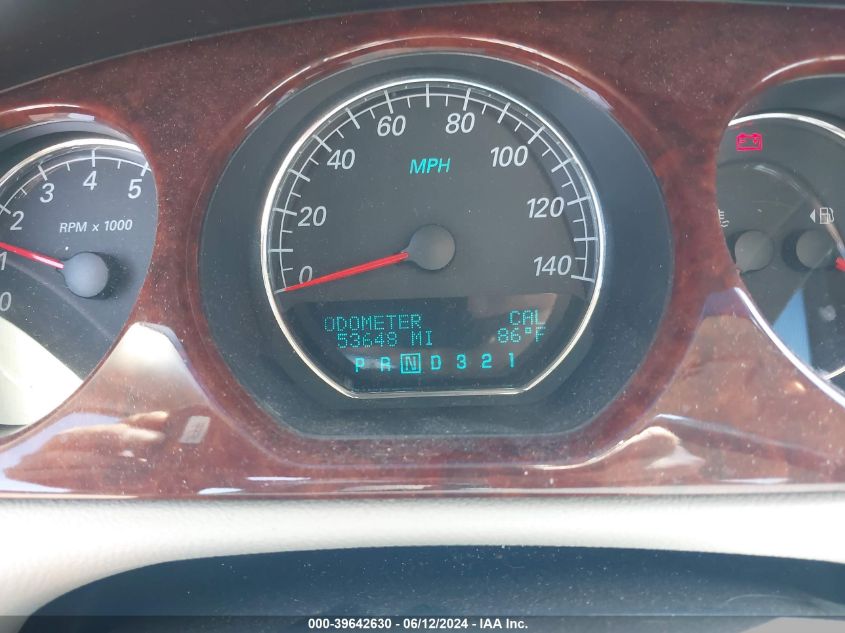 0 1 2 3 4 5
RPM x 1000
0 20 40 60 80 100 120 140
MPH
ODOMETER CAL
53648 MI 86°F
P R N D 3 2 1
000-39642630 - 06/12/2024 - IAA Inc.